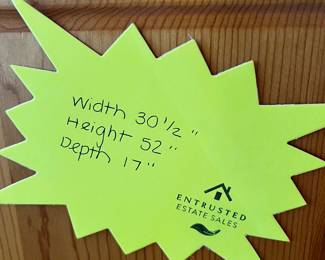 Width 30 1/2"
Height 52"
Depth 17"
ENTRUSTED
ESTATE SALES